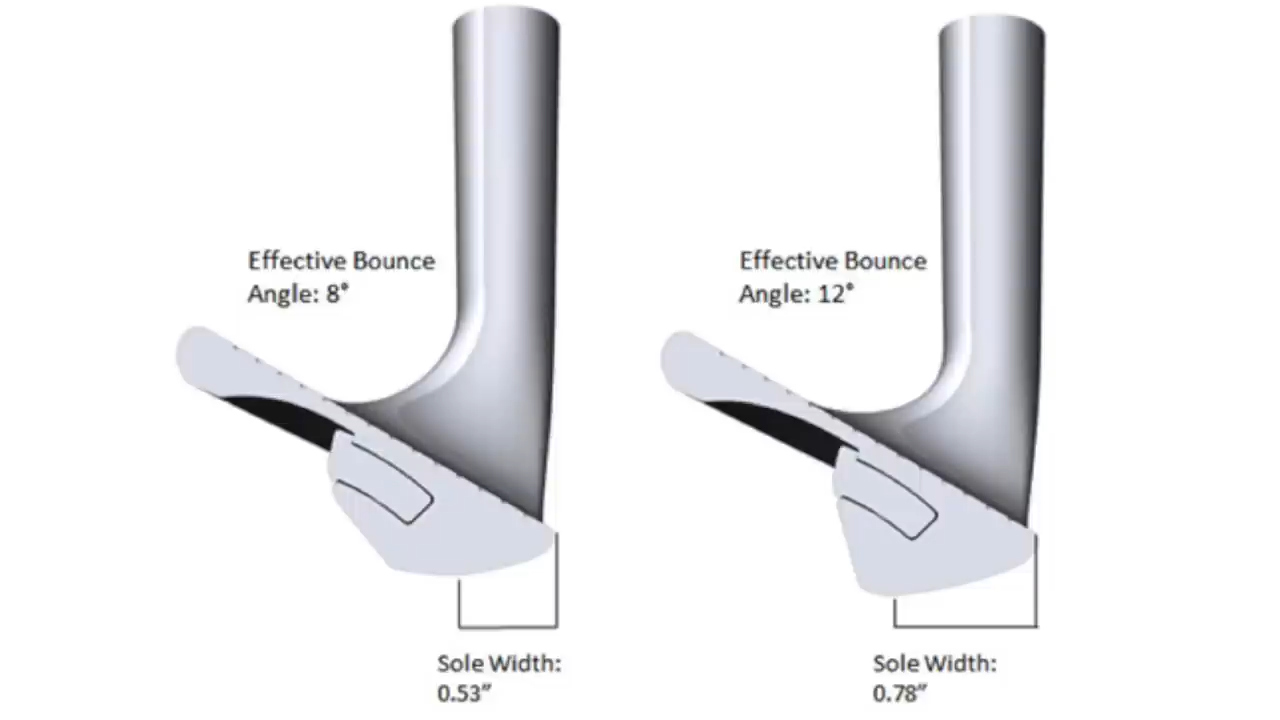 Effective Bounce
Angle: 8°
Effective Bounce
Angle: 12°
Sole Width:
0.53”
Sole Width:
0.78”